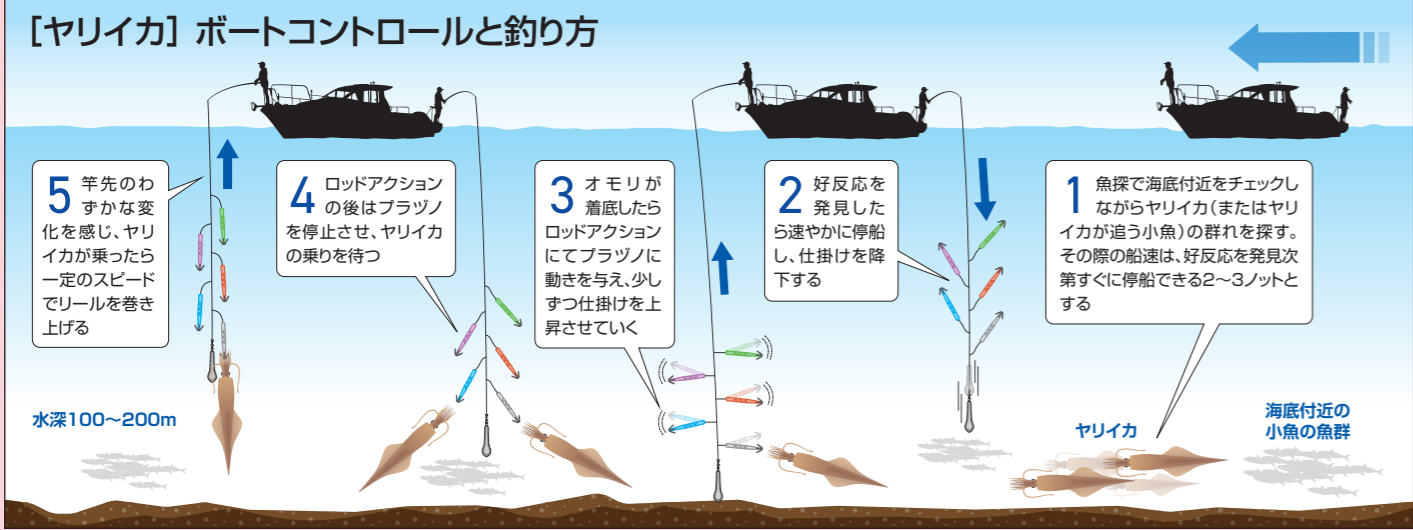 ［ヤリイカ］ボートコントロールと釣り方
5 竿先のわ
ずかな変
化を感じ、ヤリ
イカが乗ったら
一定のスピード
でリールを巻き
上げる
4 ロッドアクション
の後はプラヅノ
を停止させ、ヤリイカ
の乗りを待つ
3 オモリが
着底したら
ロッドアクション
にてプラヅノに
動きを与え、少し
ずつ仕掛けを上
昇させていく
2 好反応を
発見した
ら速やかに停船
し、仕掛けを降
下する
1 魚探で海底付近をチェックし
ながらヤリイカ（またはヤリ
イカが追う小魚）の群れを探す。
その際の船速は、好反応を発見次
第すぐに停船できる2〜3ノットと
する
水深100〜200m
ヤリイカ
海底付近の
小魚の魚群